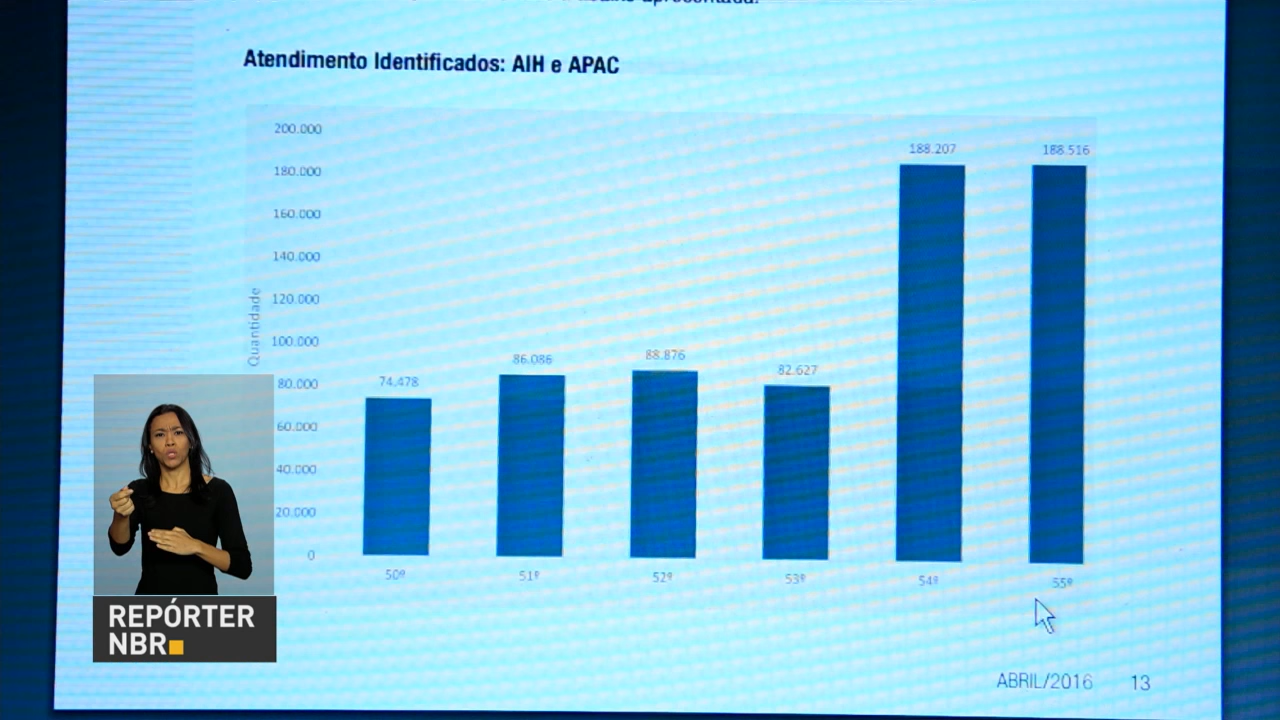 apresentada.
Atendimento Identificados: AIH e APAC
200.000
180.000
160.000
140.000
120.000
100.000
80.000
60.000
40.000
20.000
0
Quantidade
74.478
86.086
88.876
82.627
188.207
188.516
50º
51º
52º
53º
54º
55º
REPÓRTER
NBR
ABRIL/2016 13